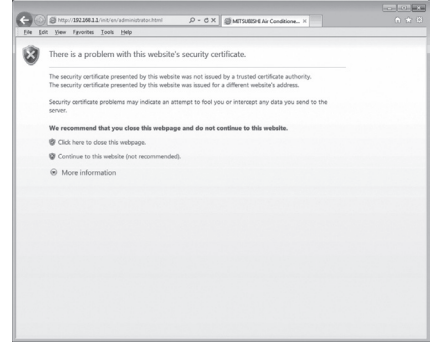 http://192.168.1.1/init/en/administrator.html
MITSUBISHI Air Conditione...
File Edit View Favorites Tools Help
There is a problem with this website's security certificate.
The security certificate presented by this website was not issued by a trusted certificate authority.
The security certificate presented by this website was issued for a different website's address.
Security certificate problems may indicate an attempt to fool you or intercept any data you send to the
server.
We recommend that you close this webpage and do not continue to this website.
Click here to close this webpage.
Continue to this website (not recommended).
More information